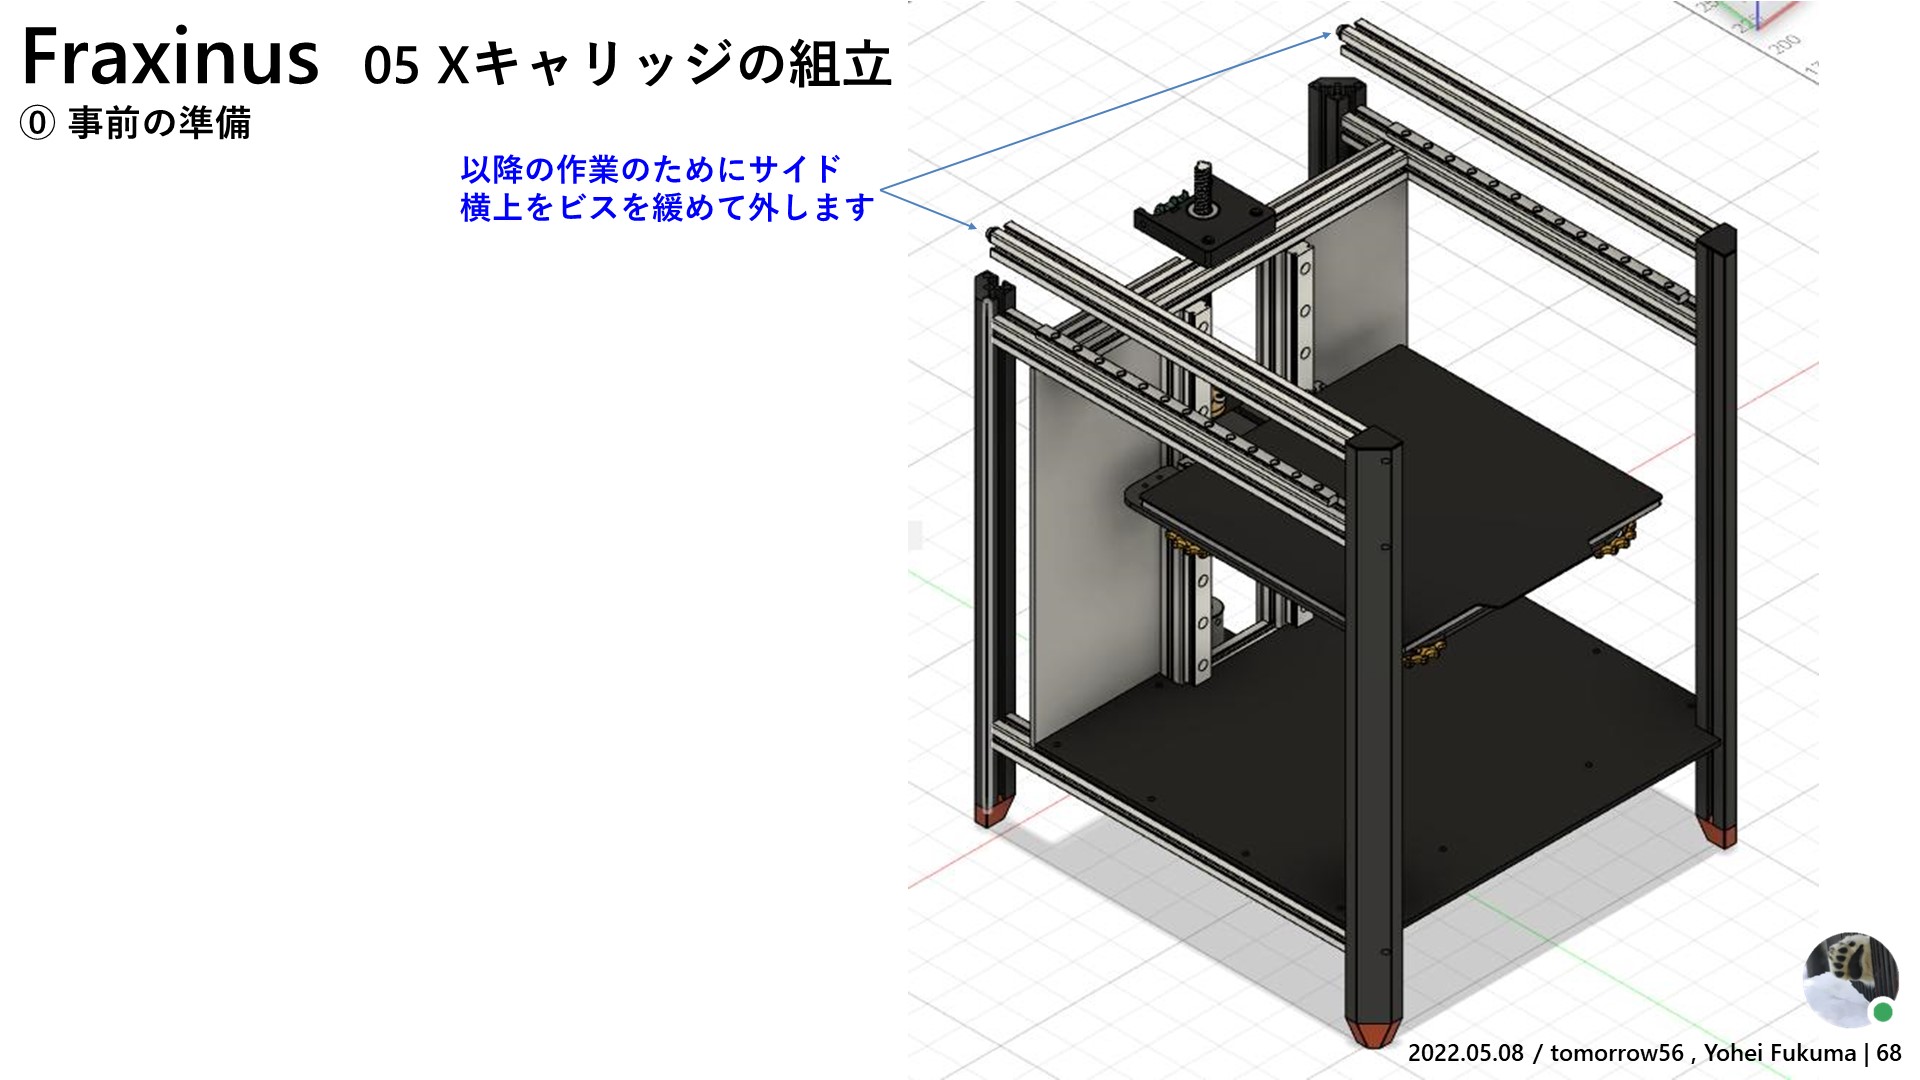 Fraxinus 05 Xキャリッジの組立
⓪ 事前の準備
以降の作業のためにサイド
横上をビスを緩めて外します
200
2022.05.08 / tomorrow56 , Yohei Fukuma | 68